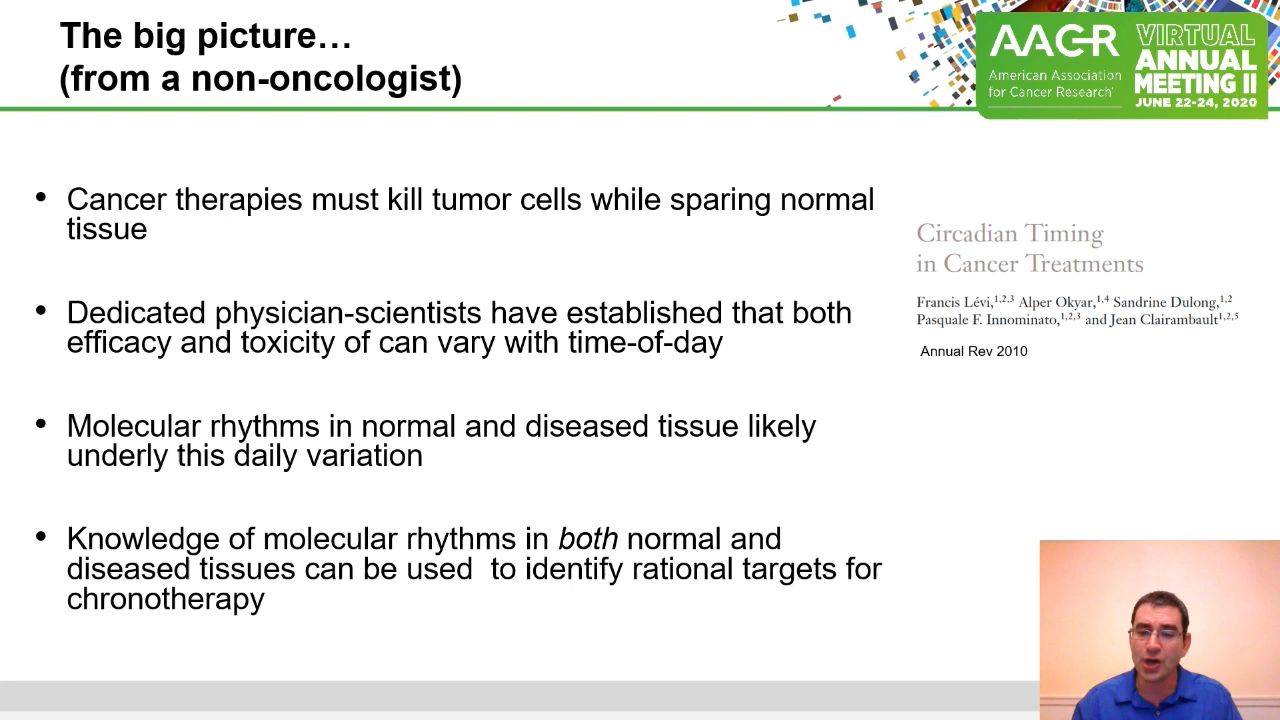 The big picture…
(from a non-oncologist)
AACR
American Association
for Cancer Research®
VIRTUAL
ANNUAL
MEETING II
JUNE 22-24, 2020
• Cancer therapies must kill tumor cells while sparing normal
tissue
• Dedicated physician-scientists have established that both
efficacy and toxicity of can vary with time-of-day
• Molecular rhythms in normal and diseased tissue likely
underly this daily variation
• Knowledge of molecular rhythms in both normal and
diseased tissues can be used  to identify rational targets for
chronotherapy
Circadian Timing
in Cancer Treatments
Francis Lévi,1,2,3 Alper Okyar,1,4 Sandrine Dulong,1,2
Pasquale F. Innominato,1,2,3 and Jean Clairambault1,2,5
Annual Rev 2010